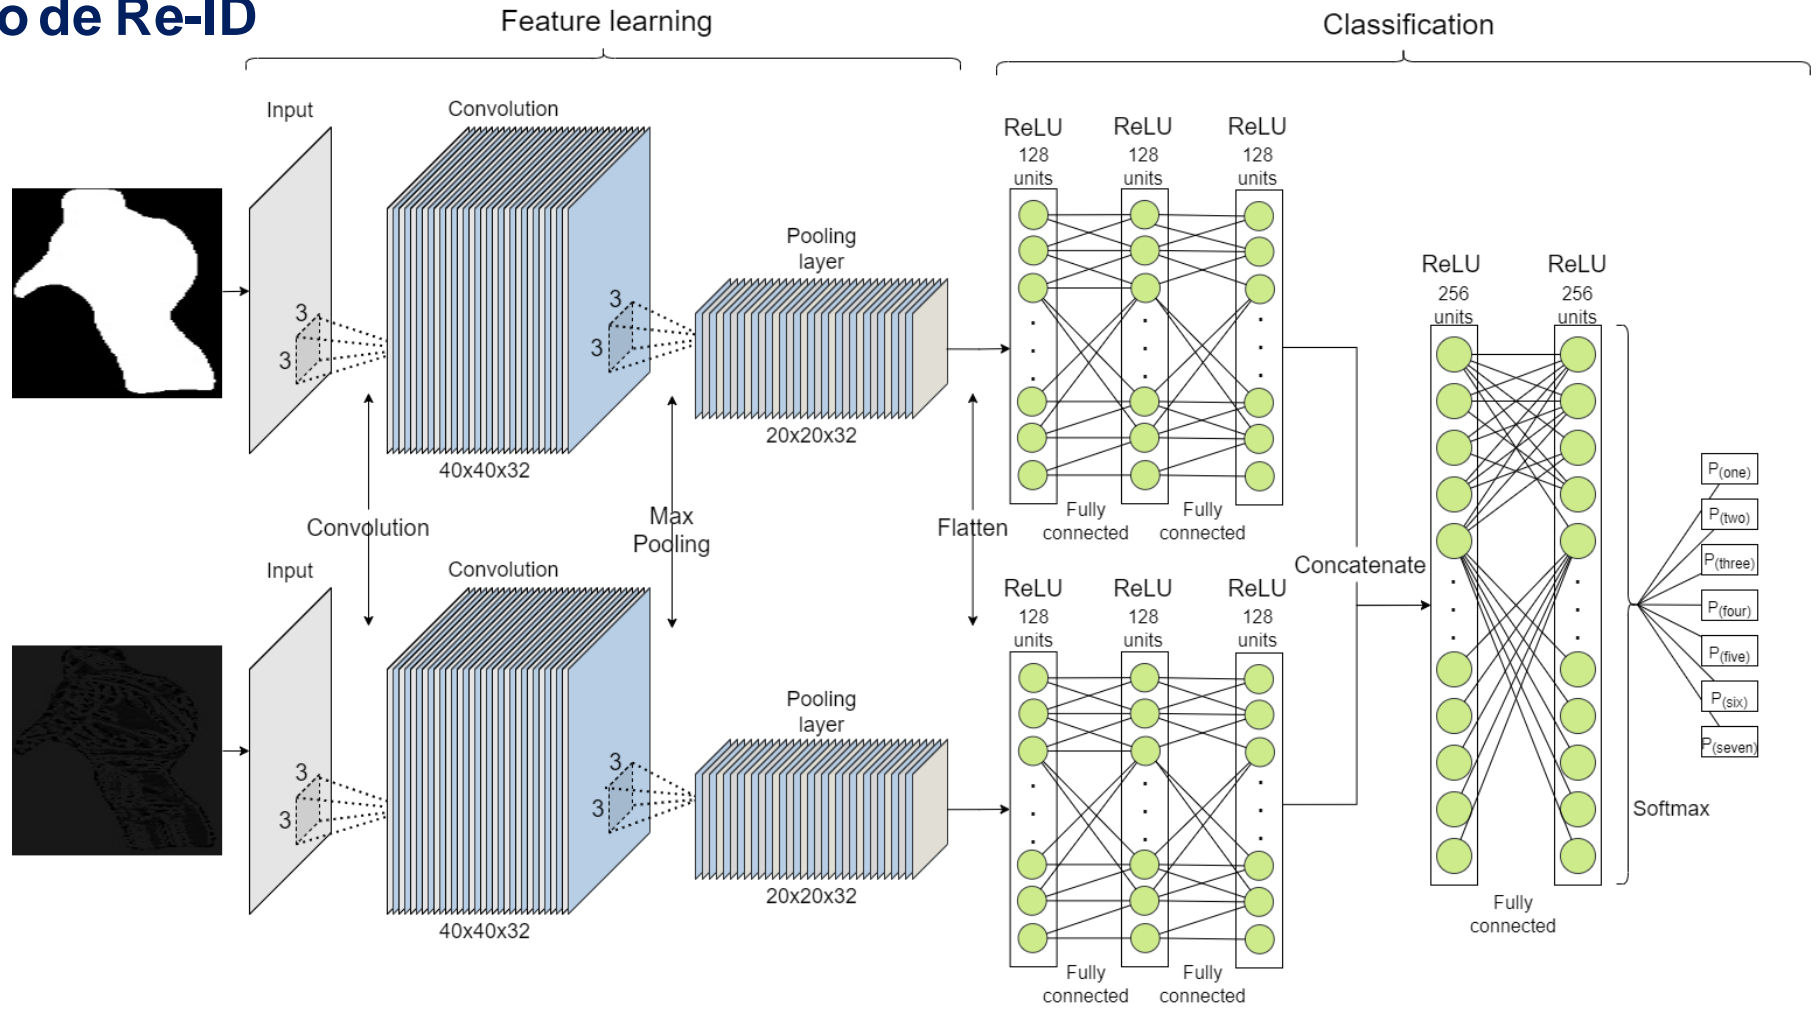 o de Re-ID
Feature learning
Classification
Input
Convolution
Pooling
layer
3
3
3
3
40x40x32
20x20x32
ReLU
128
units
ReLU
128
units
ReLU
128
units
Fully
connected
Fully
connected
Convolution
Max
Pooling
Flatten
Input
Convolution
Pooling
layer
3
3
3
3
40x40x32
20x20x32
ReLU
128
units
ReLU
128
units
ReLU
128
units
Fully
connected
Fully
connected
Concatenate
ReLU
256
units
ReLU
256
units
Fully
connected
Softmax
P(one)
P(two)
P(three)
P(four)
P(five)
P(six)
P(seven)